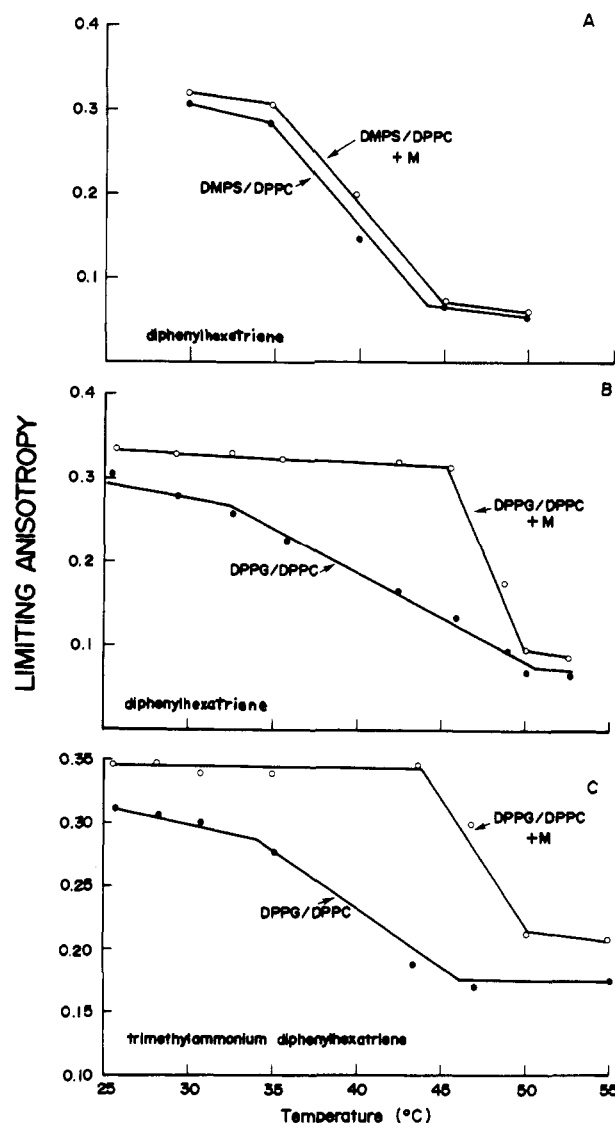 A
0.4
0.3
0.2
0.1
DMPS/DPPC
+ M
DMPS/DPPC
diphenylhexatriene
B
0.4
0.3
0.2
0.1
DPPG/DPPC
+ M
DPPG/DPPC
diphenylhexatriene
LIMITING ANISOTROPY
C
0.35
0.30
0.25
0.20
0.15
0.10
DPPG/DPPC
+M
DPPG/DPPC
trimethylammonium diphenylhexatriene
25 30 35 40 45 50 55
Temperature (°C)